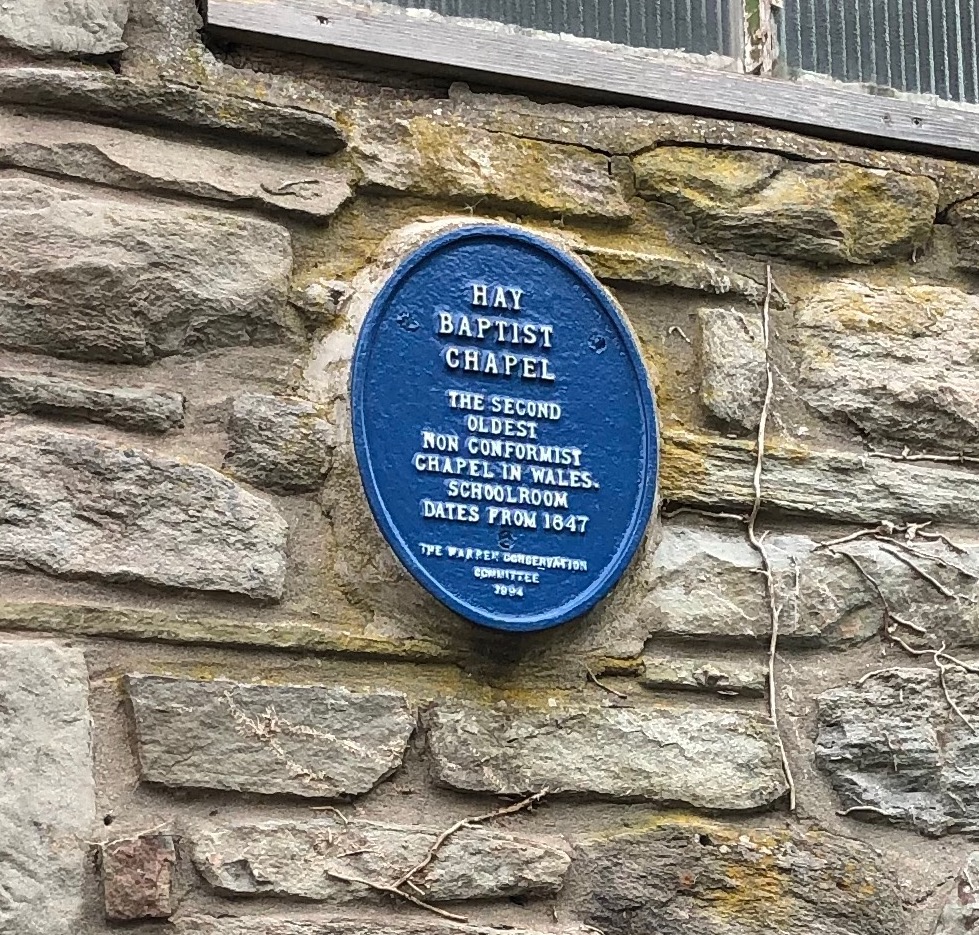 HAY
BAPTIST
CHAPEL
THE SECOND
OLDEST
NON CONFORMIST
CHAPEL IN WALES.
SCHOOLROOM
DATES FROM 1847
THE WARREN CONSERVATION
COMMITTEE
1994